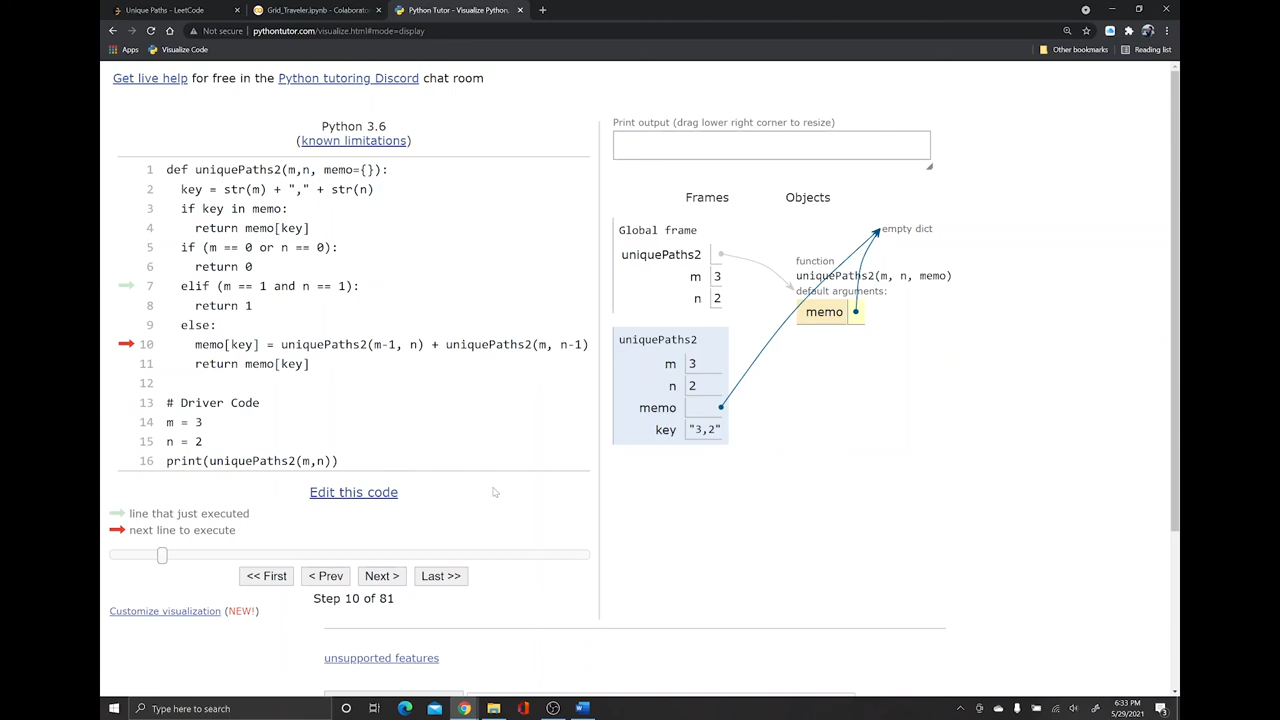 Unique Paths - LeetCode
Grid_Traveler.ipynb - Colaborato
Python Tutor - Visualize Python,
Not secure | pythontutor.com/visualize.html#mode=display
Apps
Visualize Code
Other bookmarks
Reading list
Get live help for free in the Python tutoring Discord chat room
Python 3.6
(known limitations)
1 def uniquePaths2(m,n, memo={}):
2 key = str(m) + "," + str(n)
3 if key in memo:
4 return memo[key]
5 if (m == 0 or n == 0):
6 return 0
7 elif (m == 1 and n == 1):
8 return 1
9 else:
10 memo[key] = uniquePaths2(m-1, n) + uniquePaths2(m, n-1)
11 return memo[key]
12
13 # Driver Code
14 m = 3
15 n = 2
16 print(uniquePaths2(m,n))
Edit this code
line that just executed
next line to execute
<< First
< Prev
Next >
Last >>
Step 10 of 81
Customize visualization (NEW!)
Print output (drag lower right corner to resize)
Frames
Objects
Global frame
uniquePaths2
m 3
n 2
uniquePaths2
m 3
n 2
memo
key "3,2"
empty dict
function
uniquePaths2(m, n, memo)
default arguments:
memo
unsupported features
Type here to search
6:33 PM
5/29/2021
3